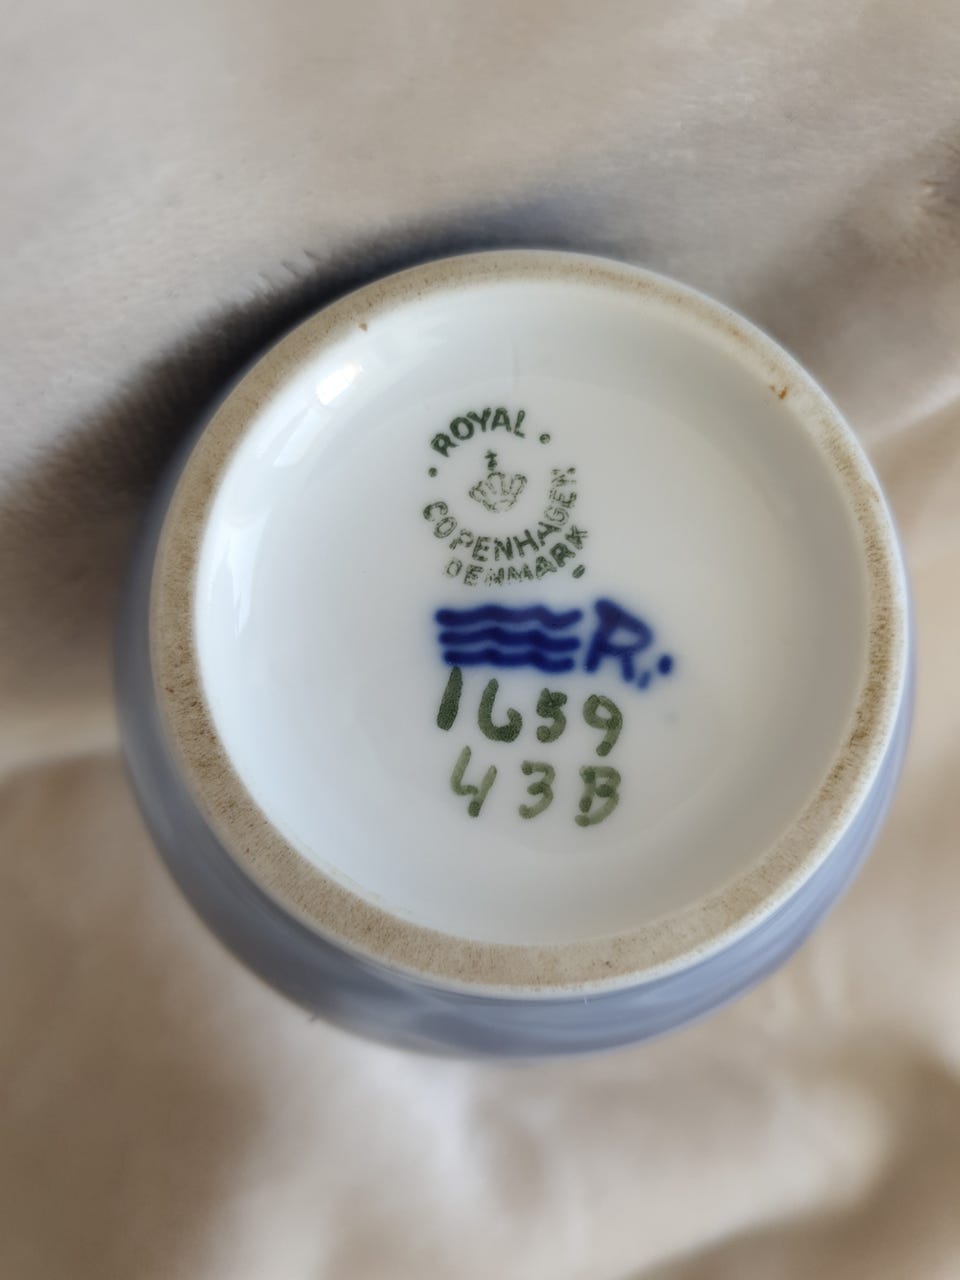 ROYAL
COPENHAGEN
DENMARK
R.
1659
43B